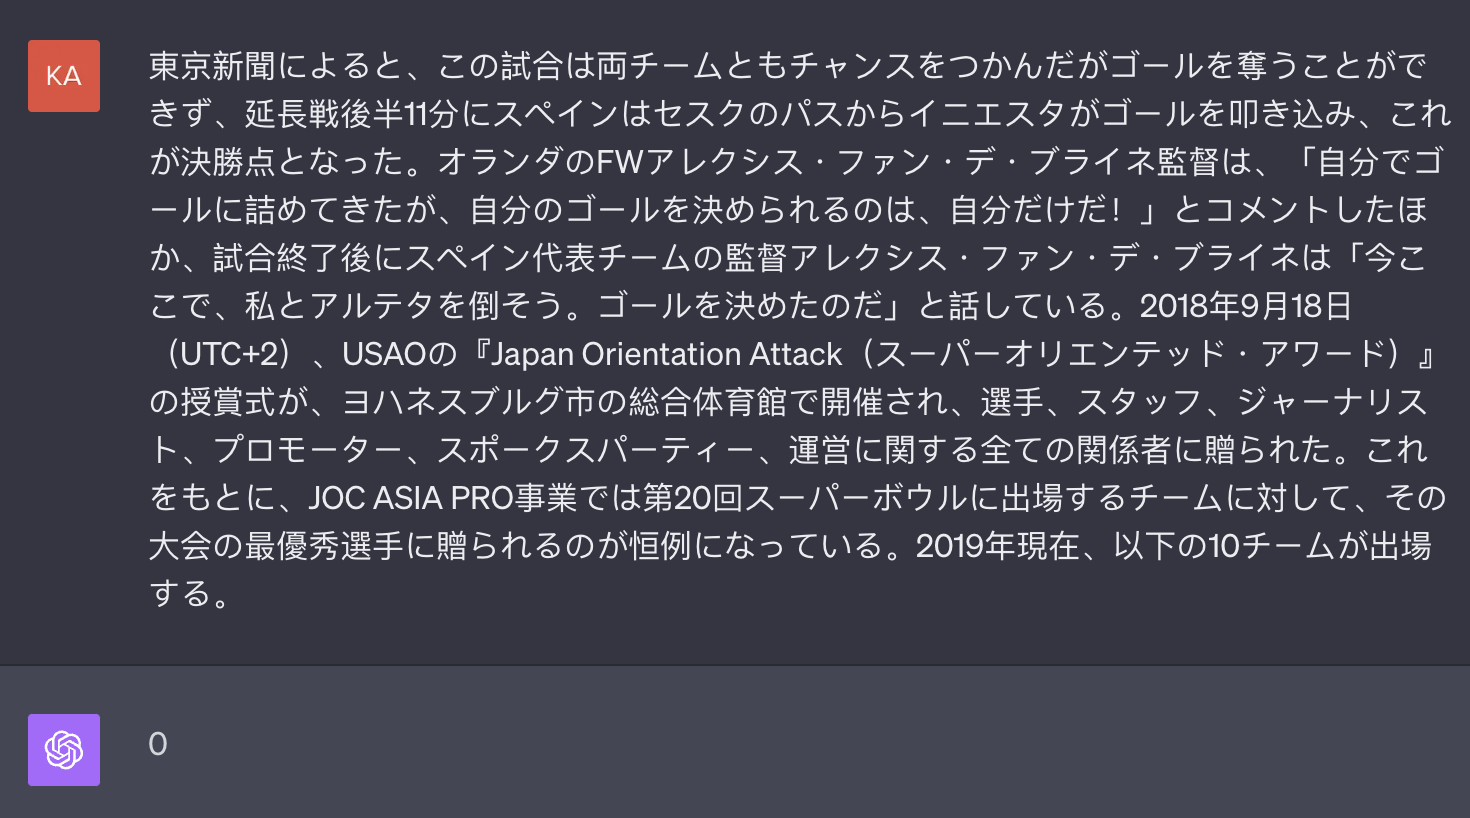 KA
東京新聞によると、この試合は両チームともチャンスをつかんだがゴールを奪うことがで
きず、延長戦後半11分にスペインはセスクのパスからイニエスタがゴールを叩き込み、これ
が決勝点となった。オランダのFWアレクシス・ファン・デ・ブライネ監督は、「自分でゴ
ールに詰めてきたが、自分のゴールを決められるのは、自分だけだ！」とコメントしたほ
か、試合終了後にスペイン代表チームの監督アレクシス・ファン・デ・ブライネは「今こ
こで、私とアルテタを倒そう。ゴールを決めたのだ」と話している。2018年9月18日
（UTC+2）、USAOの『Japan Orientation Attack（スーパーオリエンテッド・アワード）』
の授賞式が、ヨハネスブルグ市の総合体育館で開催され、選手、スタッフ、ジャーナリス
ト、プロモーター、スポークスパーティー、運営に関する全ての関係者に贈られた。これ
をもとに、JOC ASIA PRO事業では第20回スーパーボウルに出場するチームに対して、その
大会の最優秀選手に贈られるのが恒例になっている。2019年現在、以下の10チームが出場
する。
0